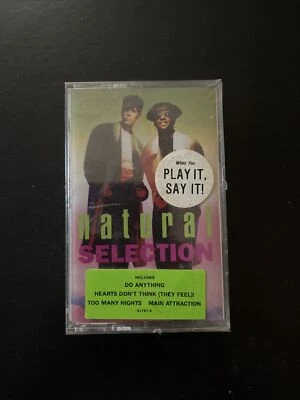 When You
PLAY IT,
SAY IT!
natural
SELECTION
INCLUDES
DO ANYTHING
HEARTS DON'T THINK (THEY FEEL)!
TOO MANY NIGHTS MAIN ATTRACTION